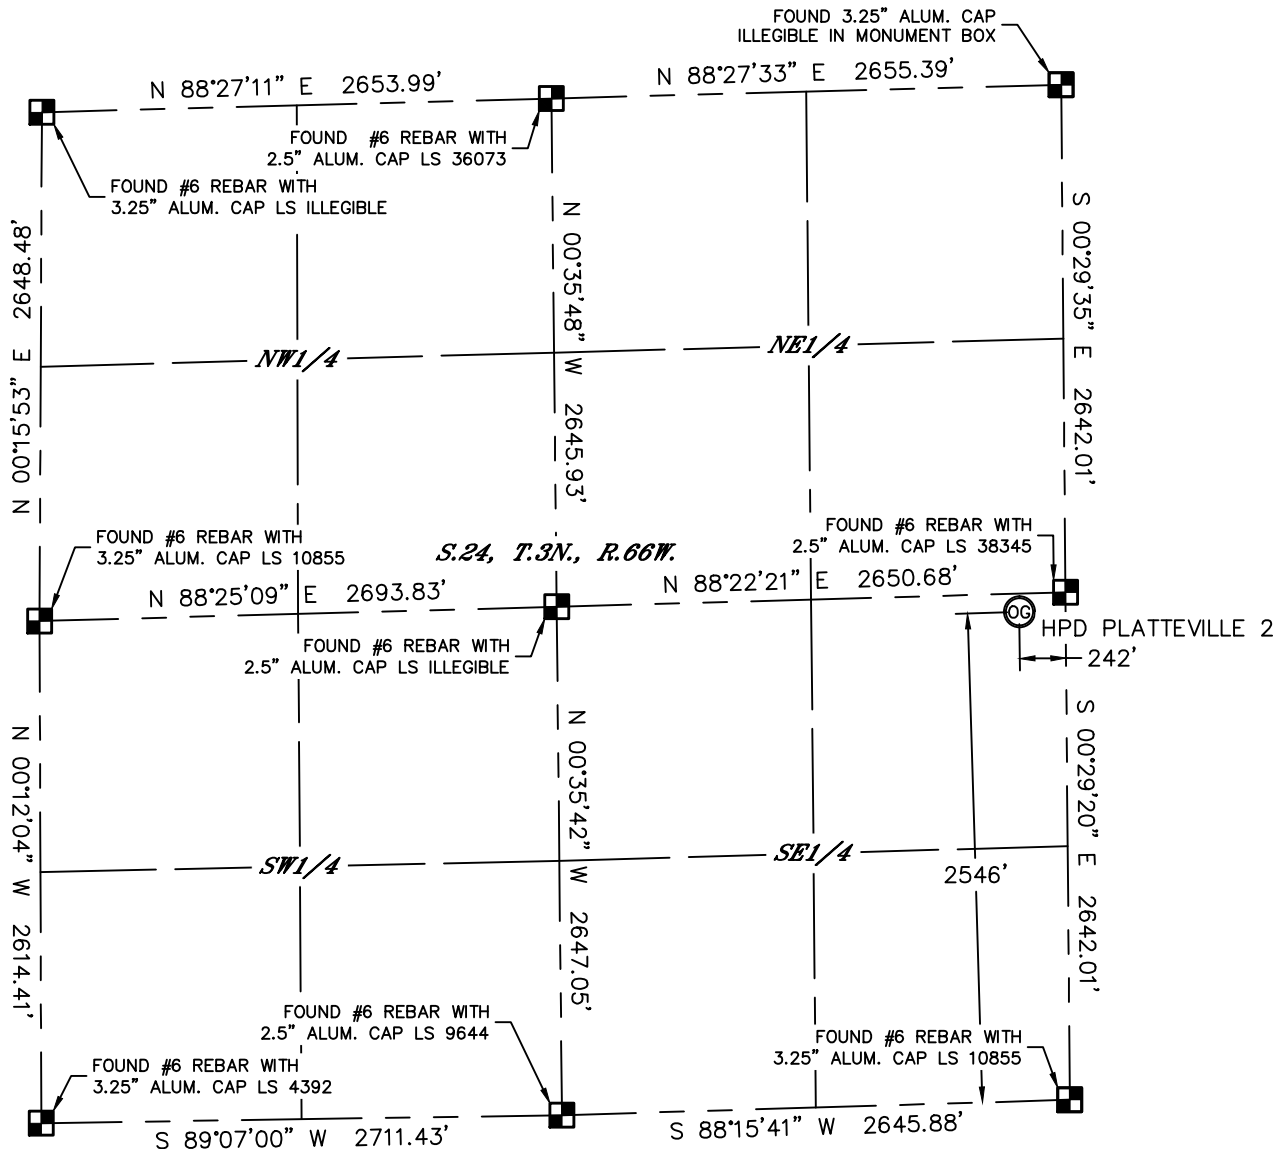 FOUND 3.25" ALUM. CAP
ILLEGIBLE IN MONUMENT BOX
N 88°27'11" E 2653.99'
N 88°27'33" E 2655.39'
FOUND #6 REBAR WITH
2.5" ALUM. CAP LS 36073
FOUND #6 REBAR WITH
3.25" ALUM. CAP LS ILLEGIBLE
N 00°15'53" E 2648.48'
N 00°35'48" W 2645.93'
S 00°29'35" E 2642.01'
NW1/4
NE1/4
FOUND #6 REBAR WITH
3.25" ALUM. CAP LS 10855
S.24, T.3N., R.66W.
FOUND #6 REBAR WITH
2.5" ALUM. CAP LS 38345
N 88°25'09" E 2693.83'
N 88°22'21" E 2650.68'
OG
HPD PLATTEVILLE 2
242'
FOUND #6 REBAR WITH
2.5" ALUM. CAP LS ILLEGIBLE
N 00°12'04" W 2614.41'
N 00°35'42" W 2647.05'
S 00°29'20" E 2642.01'
SW1/4
SE1/4
2546'
FOUND #6 REBAR WITH
2.5" ALUM. CAP LS 9644
FOUND #6 REBAR WITH
3.25" ALUM. CAP LS 10855
FOUND #6 REBAR WITH
3.25" ALUM. CAP LS 4392
S 89°07'00" W 2711.43'
S 88°15'41" W 2645.88'